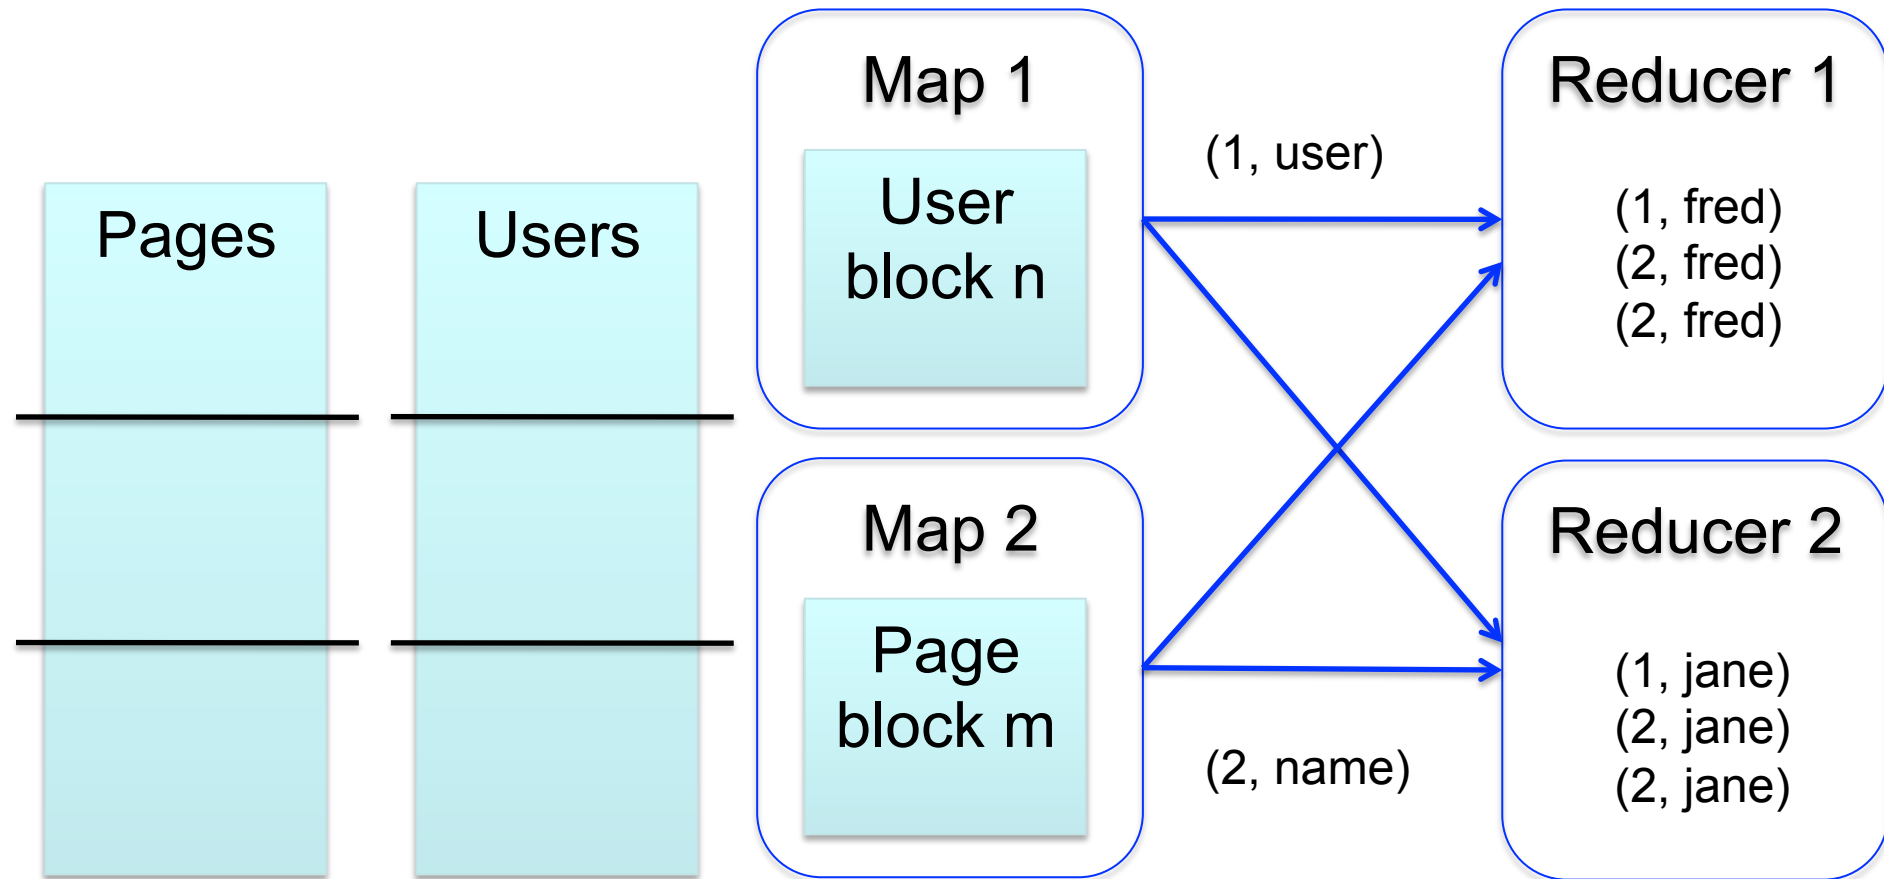 Pages
Users
Map 1
User
block n
Map 2
Page
block m
(1, user)
(2, name)
Reducer 1
(1, fred)
(2, fred)
(2, fred)
Reducer 2
(1, jane)
(2, jane)
(2, jane)